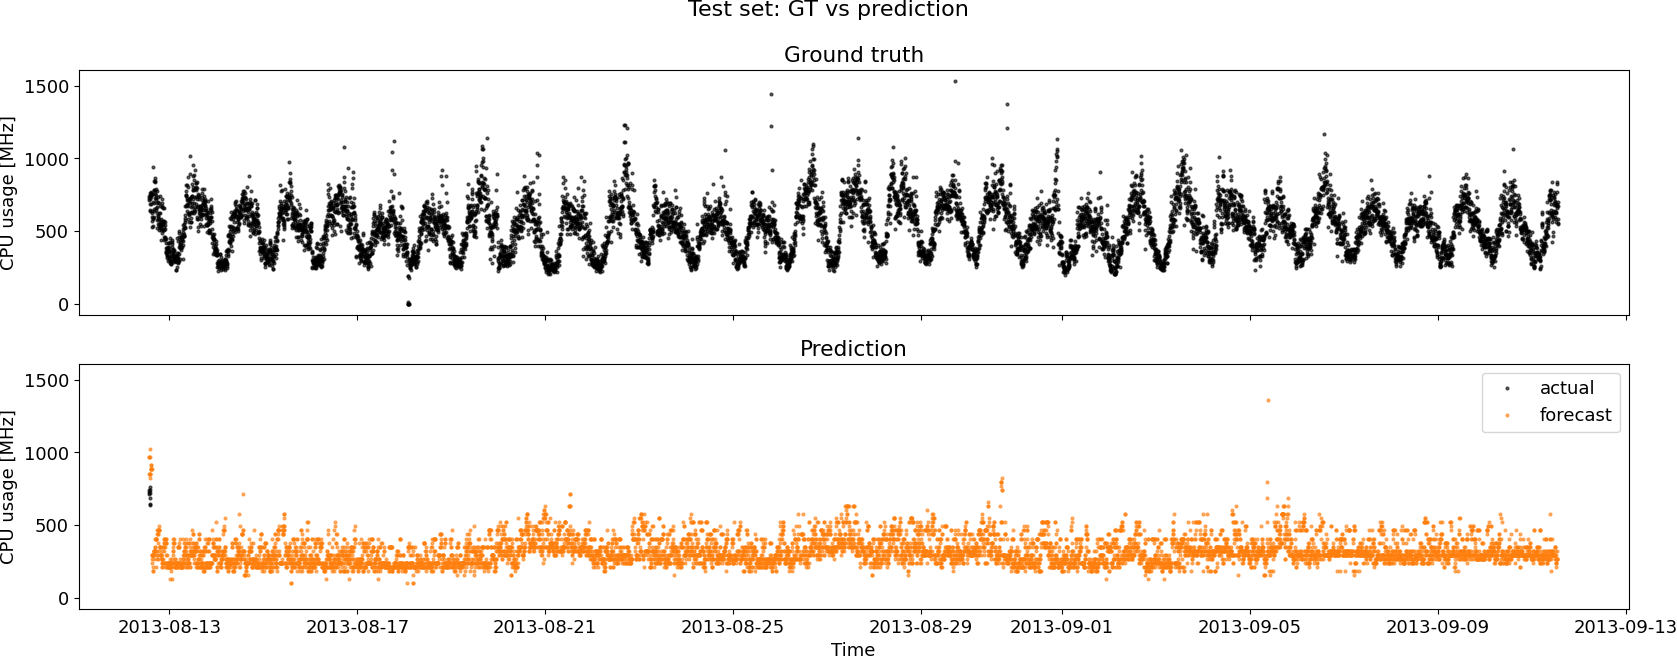 Test set: GT vs prediction
Ground truth
CPU usage [MHz]
1500
1000
500
0
Prediction
CPU usage [MHz]
1500
1000
500
0
actual
forecast
2013-08-13 2013-08-17 2013-08-21 2013-08-25 2013-08-29 2013-09-01 2013-09-05 2013-09-09 2013-09-13
Time